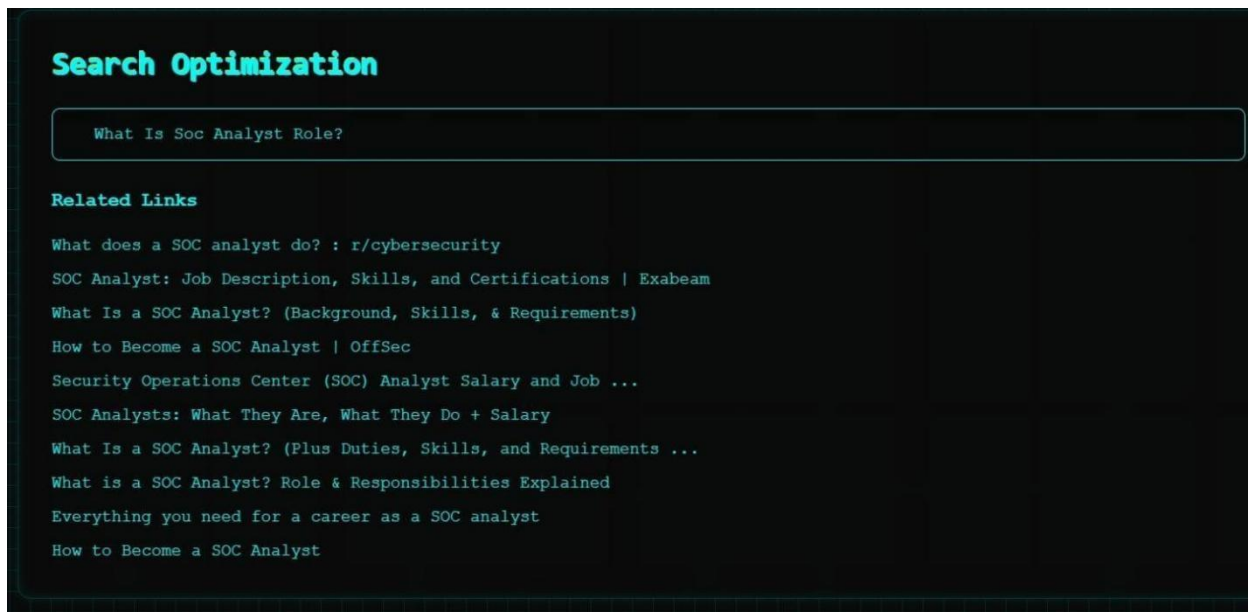 Search Optimization
What Is Soc Analyst Role?
Related Links
What does a SOC analyst do? : r/cybersecurity
SOC Analyst: Job Description, Skills, and Certifications | Exabeam
What Is a SOC Analyst? (Background, Skills, & Requirements)
How to Become a SOC Analyst | OffSec
Security Operations Center (SOC) Analyst Salary and Job ...
SOC Analysts: What They Are, What They Do + Salary
What Is a SOC Analyst? (Plus Duties, Skills, and Requirements ...
What is a SOC Analyst? Role & Responsibilities Explained
Everything you need for a career as a SOC analyst
How to Become a SOC Analyst